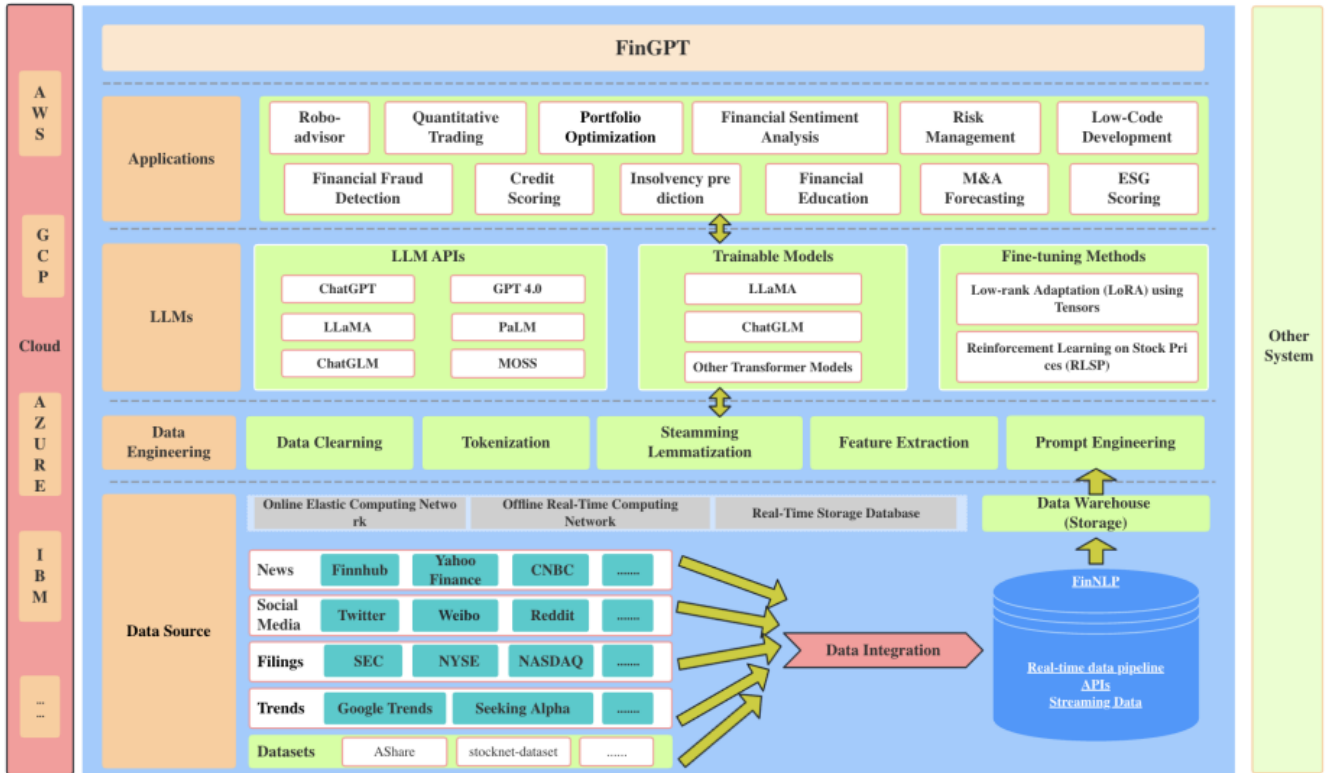 FinGPT
A
W
S
G
C
P
Cloud
A
Z
U
R
E
I
B
M
...
...
Applications
Robo-
advisor
Quantitative
Trading
Portfolio
Optimization
Financial Sentiment
Analysis
Risk
Management
Low-Code
Development
Financial Fraud
Detection
Credit
Scoring
Insolvency pre
diction
Financial
Education
M&A
Forecasting
ESG
Scoring
LLMs
LLM APIs
ChatGPT
GPT 4.0
LLaMA
PaLM
ChatGLM
MOSS
Trainable Models
LLaMA
ChatGLM
Other Transformer Models
Fine-tuning Methods
Low-rank Adaptation (LoRA) using
Tensors
Reinforcement Learning on Stock Pri
ces (RLSP)
Data
Engineering
Data Clearning
Tokenization
Steamming
Lemmatization
Feature Extraction
Prompt Engineering
Data Source
Online Elastic Computing Netwo
rk
Offline Real-Time Computing
Network
Real-Time Storage Database
Data Warehouse
(Storage)
News
Finnhub
Yahoo
Finance
CNBC
.......
Social
Media
Twitter
Weibo
Reddit
.......
Filings
SEC
NYSE
NASDAQ
.......
Trends
Google Trends
Seeking Alpha
.......
Datasets
AShare
stocknet-dataset
......
Data Integration
FinNLP
Real-time data pipeline
APIs
Streaming Data
Other
System